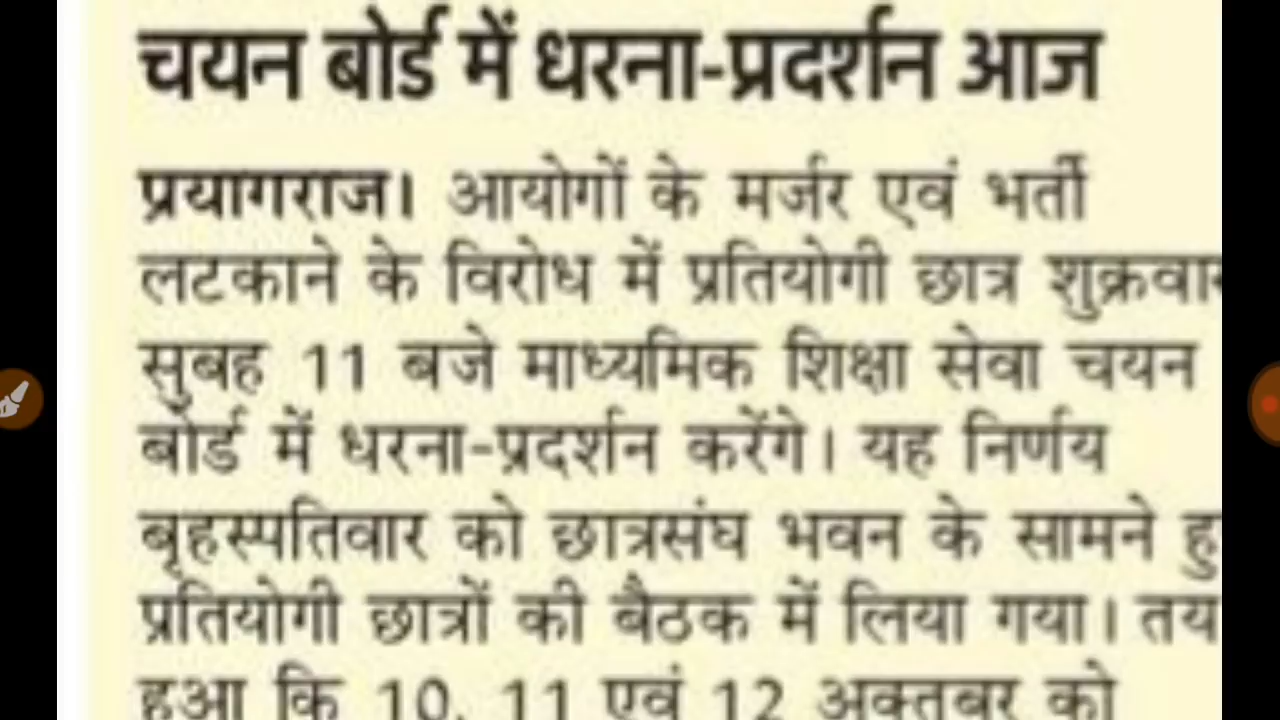 चयन बोर्ड में धरना-प्रदर्शन आज
प्रयागराज। आयोगों के मर्जर एवं भर्ती
लटकाने के विरोध में प्रतियोगी छात्र शुक्रवार
सुबह 11 बजे माध्यमिक शिक्षा सेवा चयन
बोर्ड में धरना-प्रदर्शन करेंगे। यह निर्णय
बृहस्पतिवार को छात्रसंघ भवन के सामने
प्रतियोगी छात्रों की बैठक में लिया गया। तय
हुआ कि 10, 11 एवं 12 अक्तूबर को